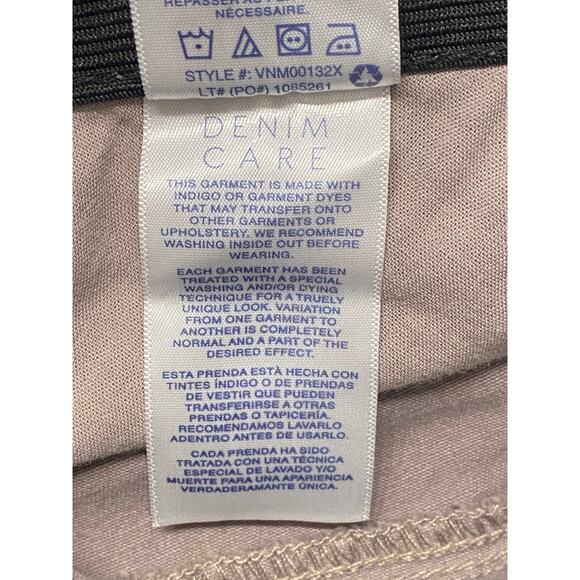 REPASSER AU
NÉCESSAIRE.
STYLE #: VNM00132X
LT# (PO#) 1085261
DENIM
CARE
THIS GARMENT IS MADE WITH
INDIGO OR GARMENT DYES
THAT MAY TRANSFER ONTO
OTHER GARMENTS OR
UPHOLSTERY. WE RECOMMEND
WASHING INSIDE OUT BEFORE
WEARING.
EACH GARMENT HAS BEEN
TREATED WITH A SPECIAL
WASHING AND/OR DYING
TECHNIQUE FOR A TRUELY
UNIQUE LOOK. VARIATION
FROM ONE GARMENT TO
ANOTHER IS COMPLETELY
NORMAL AND A PART OF THE
DESIRED EFFECT.
ESTA PRENDA ESTÀ HECHA CON
TINTES ÍNDIGO O DE PRENDAS
DE VESTIR QUE PUEDEN
TRANSFERIRSE A OTRAS
PRENDAS O TAPICERÍA.
RECOMENDAMOS LAVARLO
ADENTRO ANTES DE USARLO.
CADA PRENDA HA SIDO
TRATADA CON UNA TÉCNICA
ESPECIAL DE LAVADO Y/O
MUERTE PARA UNA APARIENCIA
VERDADERAMENTE ÚNICA.